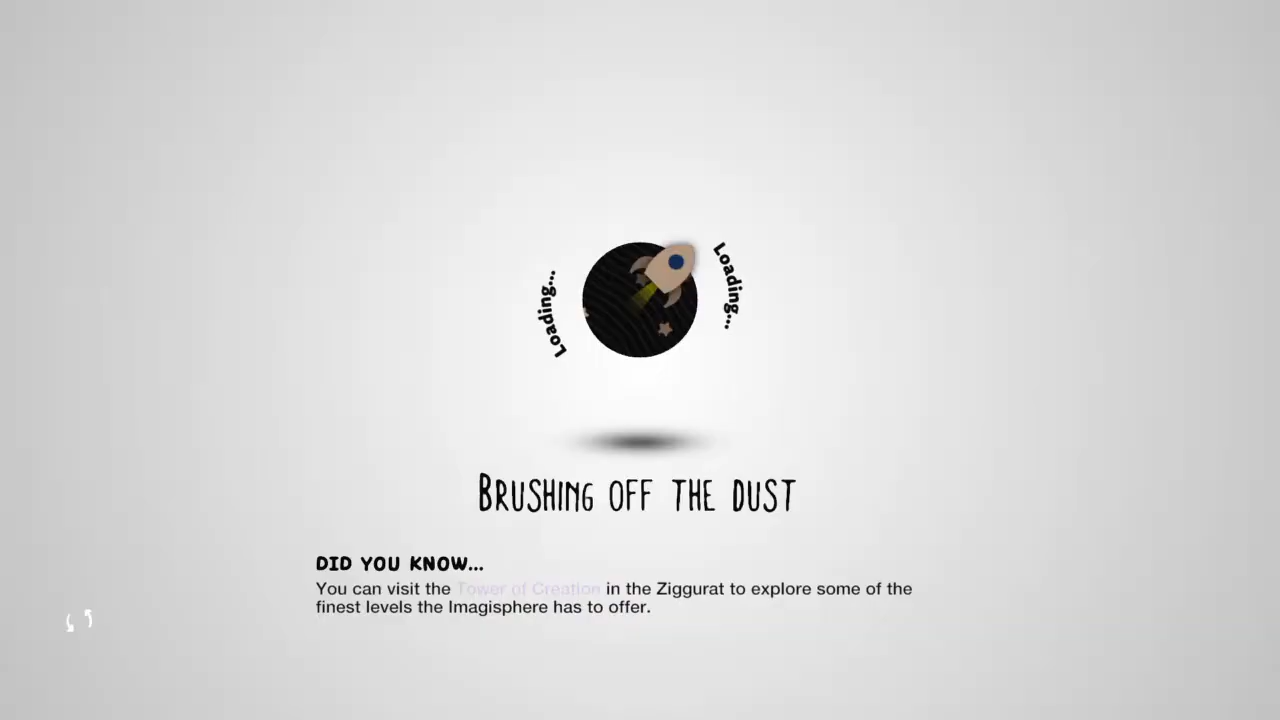 Loading...
Loading...
Brushing off the dust
DID YOU KNOW...
You can visit the Tower of Creation in the Ziggurat to explore some of the
finest levels the Imagisphere has to offer.